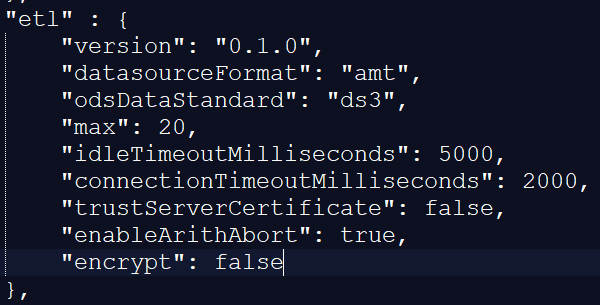 "etl" : {
"version": "0.1.0",
"datasourceFormat": "amt",
"odsDataStandard": "ds3",
"max": 20,
"idleTimeoutMilliseconds": 5000,
"connectionTimeoutMilliseconds": 2000,
"trustServerCertificate": false,
"enableArithAbort": true,
"encrypt": false
},